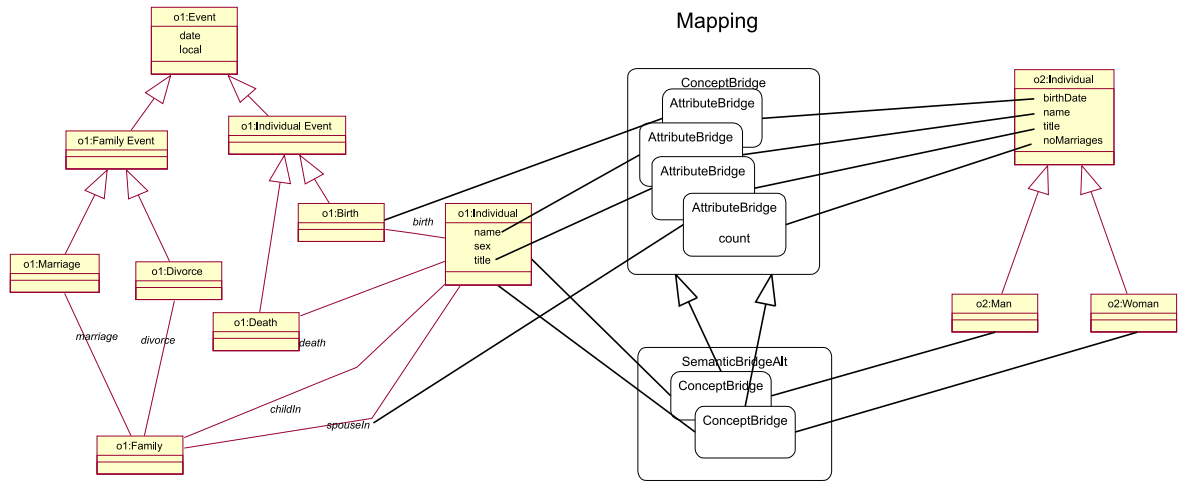 Mapping
o1:Event
date
local
o1:Family Event
o1:Individual Event
o1:Marriage
o1:Divorce
o1:Birth
o1:Death
o1:Family
marriage
divorce
birth
death
childIn
spouseIn
o1:Individual
name
sex
title
ConceptBridge
AttributeBridge
AttributeBridge
AttributeBridge
AttributeBridge
count
SemanticBridgeAlt
ConceptBridge
ConceptBridge
o2:Individual
birthDate
name
title
noMarriages
o2:Man
o2:Woman